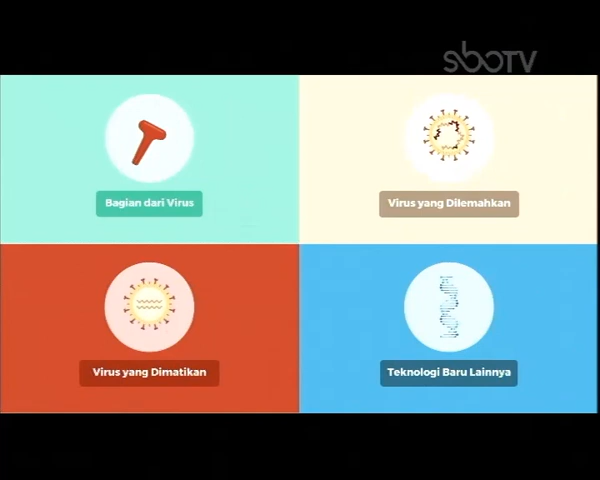 sboTV
Bagian dari Virus
Virus yang Dilemahkan
Virus yang Dimatikan
Teknologi Baru Lainnya